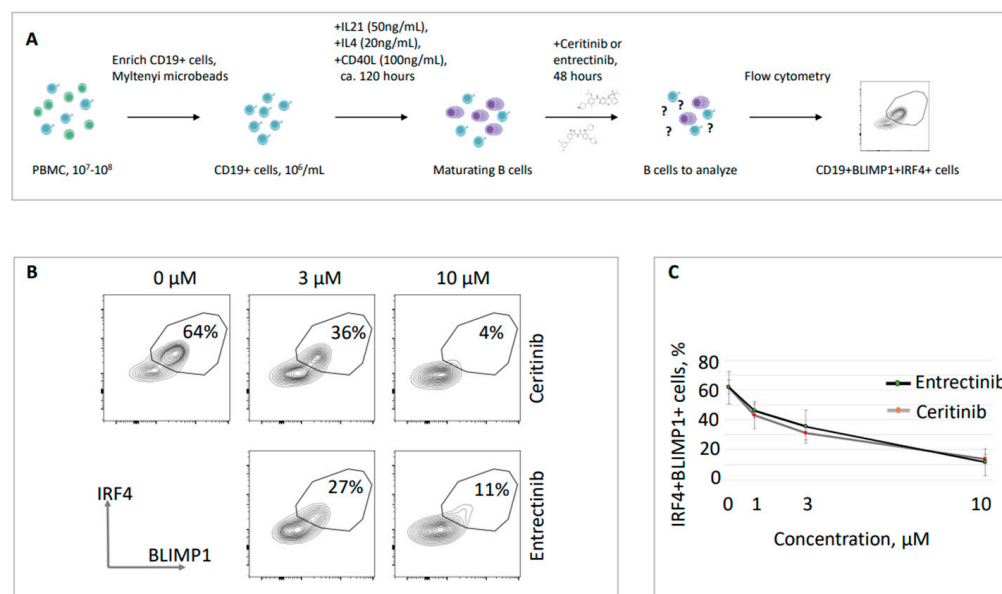 A
Enrich CD19+ cells,
Myltenyi microbeads
+IL21 (50ng/mL),
+IL4 (20ng/mL),
+CD40L (100ng/mL),
ca. 120 hours
+Ceritinib or
entrectinib,
48 hours
Flow cytometry
? ? ? ?
PBMC, 10⁷-10⁸
CD19+ cells, 10⁶/mL
Maturating B cells
B cells to analyze
CD19+BLIMP1+IRF4+ cells
B
0 µM
3 µM
10 µM
64%
36%
4%
Ceritinib
27%
11%
Entrectinib
IRF4
BLIMP1
C
IRF4+BLIMP1+ cells, %
80
60
40
20
0
Entrectinib
Ceritinib
0 1 3 10
Concentration, µM